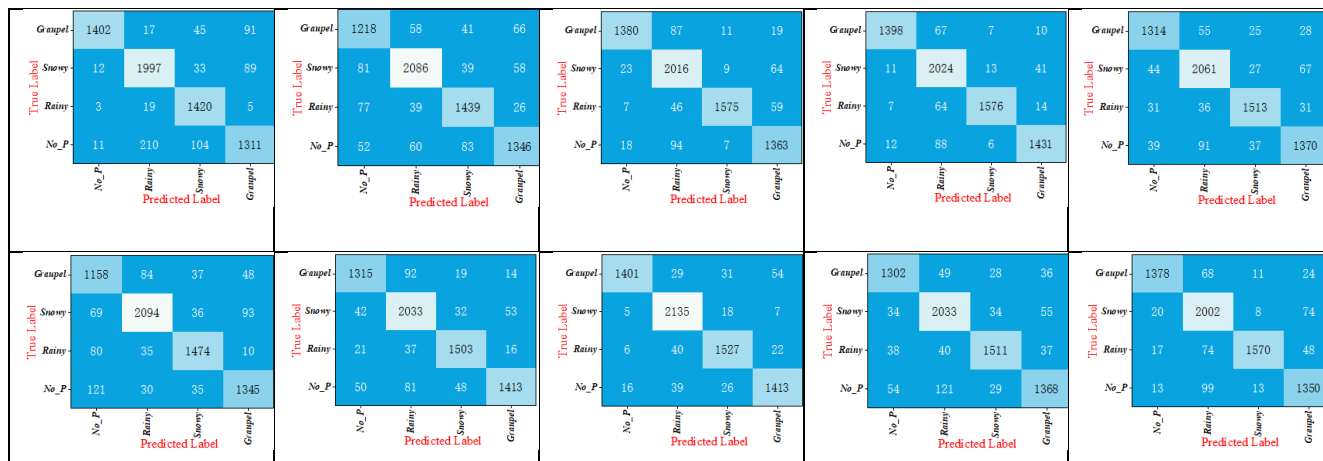 True Label
Graupel 1402 17 45 91
Snowy 12 1997 33 89
Rainy 3 19 1420 5
No_P 11 210 104 1311
No_P Rainy Snowy Graupel
Predicted Label
True Label
Graupel 1218 58 41 66
Snowy 81 2086 39 58
Rainy 77 39 1439 26
No_P 52 60 83 1346
No_P Rainy Snowy Graupel
Predicted Label
True Label
Graupel 1380 87 11 19
Snowy 23 2016 9 64
Rainy 7 46 1575 59
No_P 18 94 7 1363
No_P Rainy Snowy Graupel
Predicted Label
True Label
Graupel 1398 67 7 10
Snowy 11 2024 13 41
Rainy 7 64 1576 14
No_P 12 88 6 1431
No_P Rainy Snowy Graupel
Predicted Label
True Label
Graupel 1314 55 25 28
Snowy 44 2061 27 67
Rainy 31 36 1513 31
No_P 39 91 37 1370
No_P Rainy Snowy Graupel
Predicted Label
True Label
Graupel 1158 84 37 48
Snowy 69 2094 36 93
Rainy 80 35 1474 10
No_P 121 30 35 1345
No_P Rainy Snowy Graupel
Predicted Label
True Label
Graupel 1315 92 19 14
Snowy 42 2033 32 53
Rainy 21 37 1503 16
No_P 50 81 48 1413
No_P Rainy Snowy Graupel
Predicted Label
True Label
Graupel 1401 29 31 54
Snowy 5 2135 18 7
Rainy 6 40 1527 22
No_P 16 39 26 1413
No_P Rainy Snowy Graupel
Predicted Label
True Label
Graupel 1302 49 28 36
Snowy 34 2033 34 55
Rainy 38 40 1511 37
No_P 54 121 29 1368
No_P Rainy Snowy Graupel
Predicted Label
True Label
Graupel 1378 68 11 24
Snowy 20 2002 8 74
Rainy 17 74 1570 48
No_P 13 99 13 1350
No_P Rainy Snowy Graupel
Predicted Label